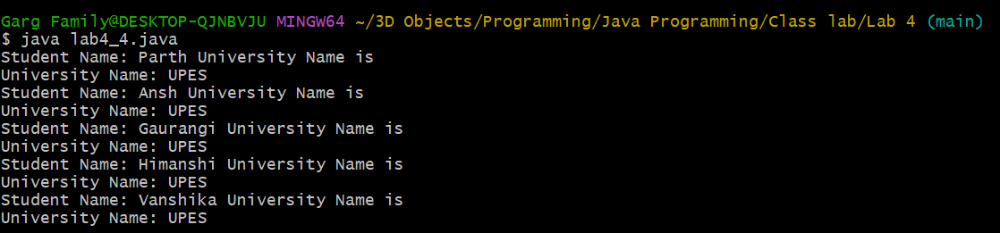 Garg Family@DESKTOP-QJNBVJU MINGW64 ~/3D Objects/Programming/Java Programming/Class lab/Lab 4 (main)
$ java lab4_4.java
Student Name: Parth University Name is
University Name: UPES
Student Name: Ansh University Name is
University Name: UPES
Student Name: Gaurangi University Name is
University Name: UPES
Student Name: Himanshi University Name is
University Name: UPES
Student Name: Vanshika University Name is
University Name: UPES